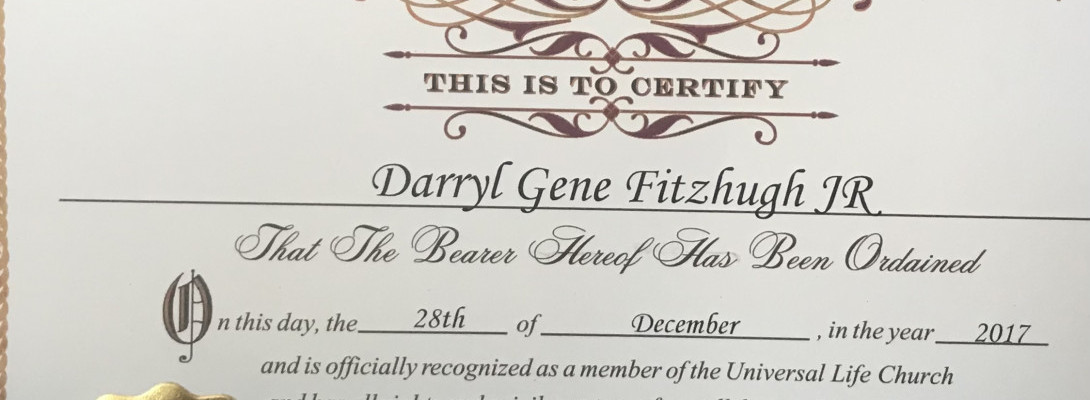 THIS IS TO CERTIFY
Darryl Gene Fitzhugh JR
That The Bearer Hereof Has Been Ordained
On this day, the 28th of December, in the year 2017
and is officially recognized as a member of the Universal Life Church